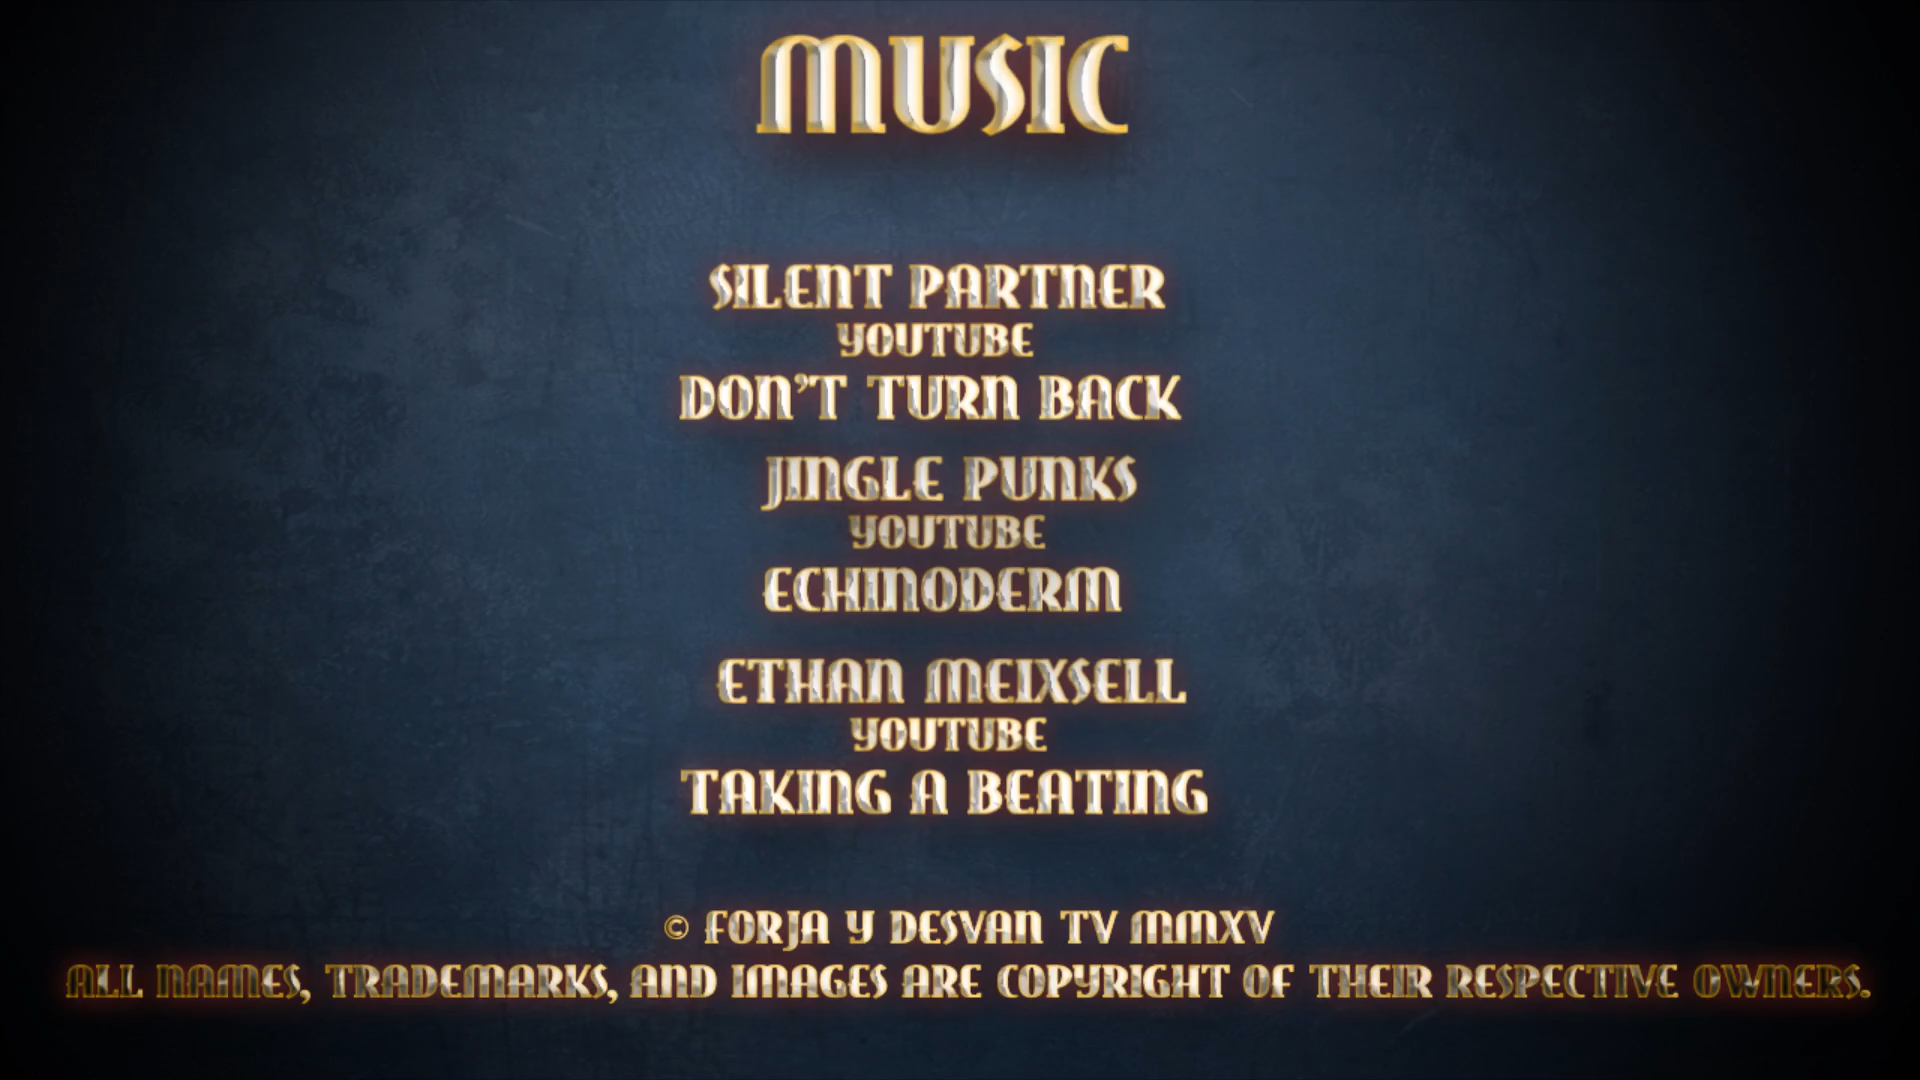 MUSIC
SILENT PARTNER
YOUTUBE
DON'T TURN BACK
JINGLE PUNKS
YOUTUBE
ECHINODERM
ETHAN MEIXSELL
YOUTUBE
TAKING A BEATING
© FORJA Y DESVAN TV MMXV
ALL NAMES, TRADEMARKS, AND IMAGES ARE COPYRIGHT OF THEIR RESPECTIVE OWNERS.